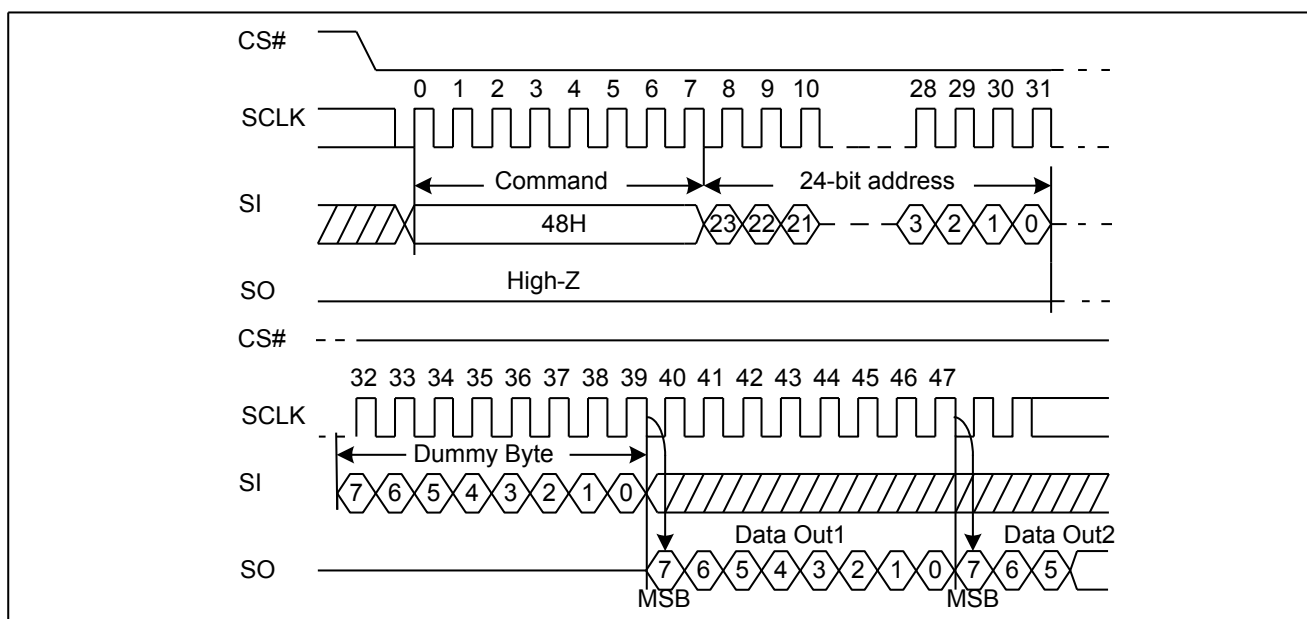 CS#
0 1 2 3 4 5 6 7 8 9 10 28 29 30 31
SCLK
Command 24-bit address
SI
48H 23 22 21 3 2 1 0
High-Z
SO
CS#
32 33 34 35 36 37 38 39 40 41 42 43 44 45 46 47
SCLK
Dummy Byte
SI
7 6 5 4 3 2 1 0
Data Out1 Data Out2
SO
7 6 5 4 3 2 1 0 7 6 5
MSB MSB